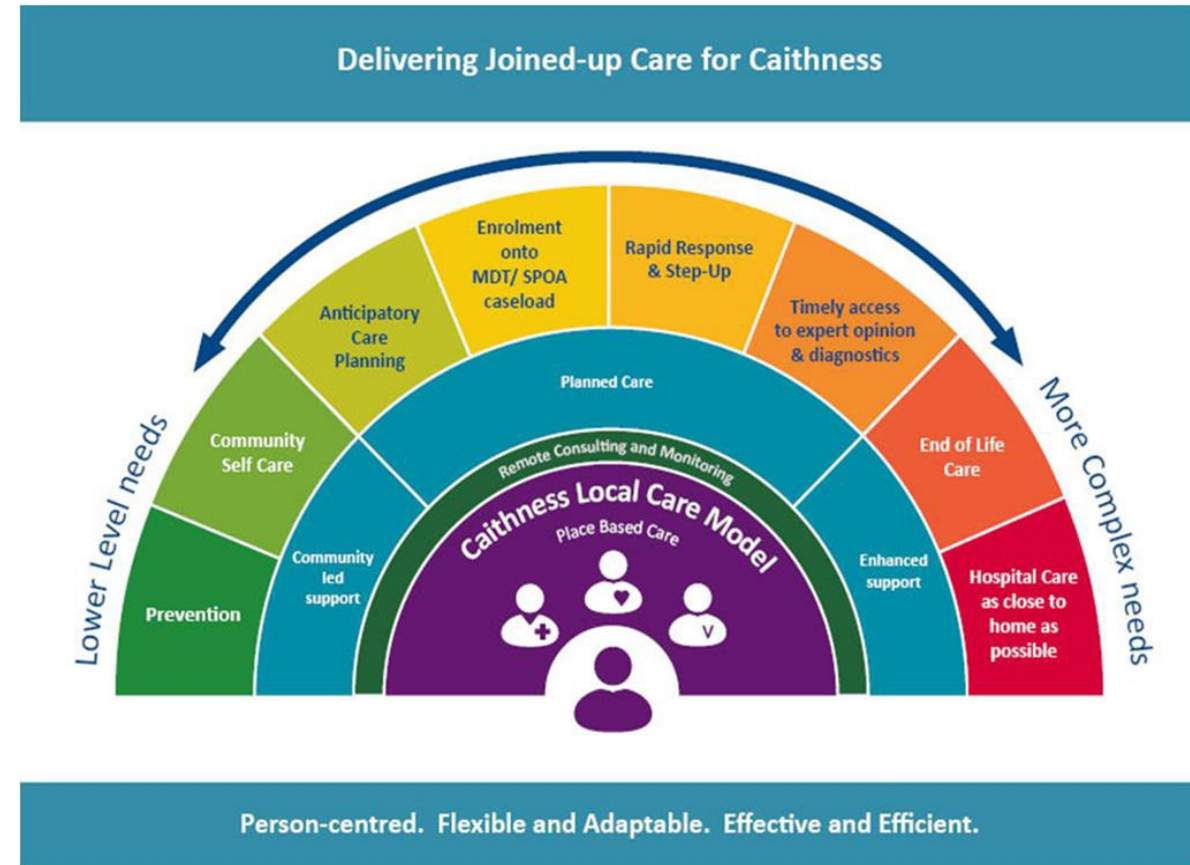 Delivering Joined-up Care for Caithness
Lower Level needs
More Complex needs
Prevention
Community
Self Care
Anticipatory
Care
Planning
Enrolment
onto
MDT/ SPOA
caseload
Rapid Response
& Step-Up
Timely access
to expert opinion
& diagnostics
End of Life
Care
Hospital Care
as close to
home as
possible
Community
led
support
Planned Care
Enhanced
support
Remote Consulting and Monitoring
Caithness Local Care Model
Place Based Care
V
Person-centred.  Flexible and Adaptable.  Effective and Efficient.